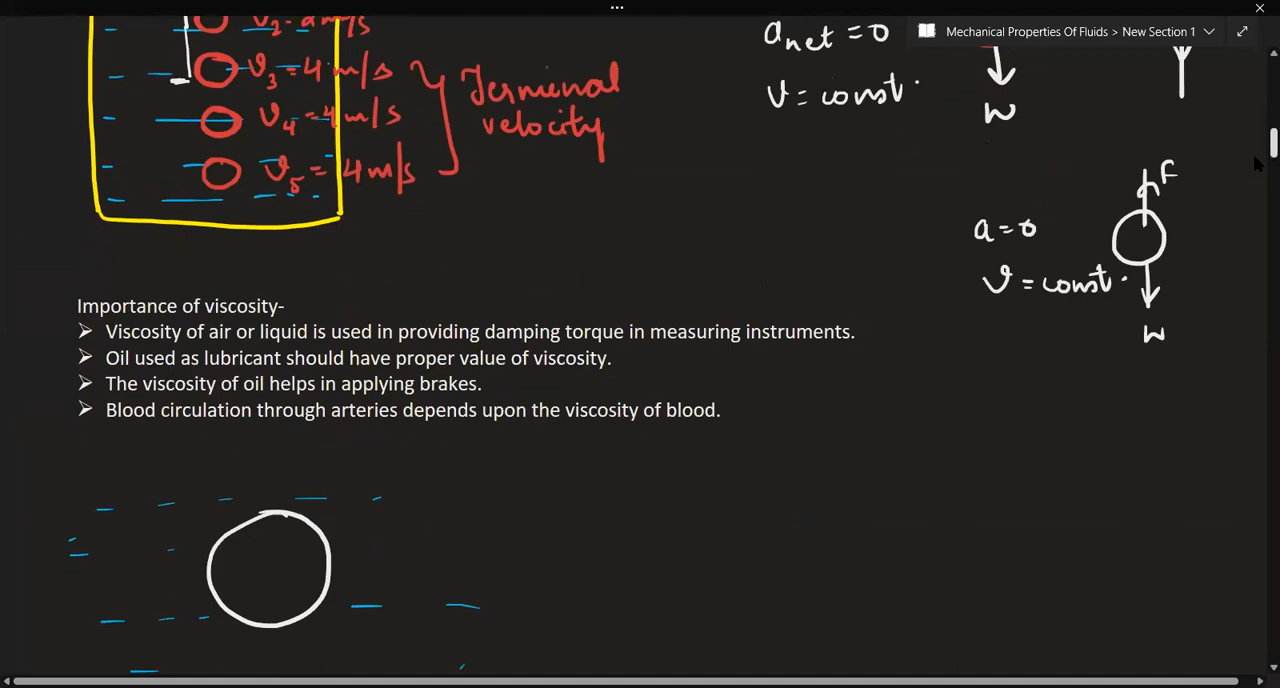 Mechanical Properties Of Fluids > New Section 1
m/s
v3 = 4 m/s
v4 = 4 m/s
v5 = 4 m/s
Terminal
velocity
a net = 0
v = const.
W
F
a = 0
v = const.
W
Importance of viscosity-
➢ Viscosity of air or liquid is used in providing damping torque in measuring instruments.
➢ Oil used as lubricant should have proper value of viscosity.
➢ The viscosity of oil helps in applying brakes.
➢ Blood circulation through arteries depends upon the viscosity of blood.